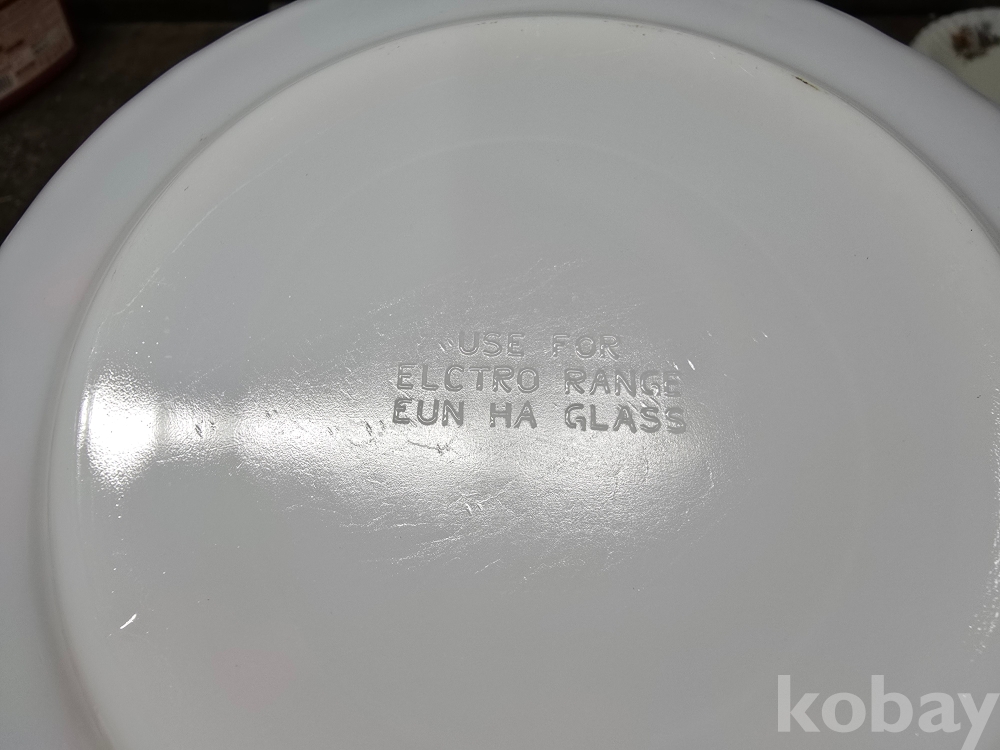 USE FOR
ELCTRO RANGE
EUN HA GLASS
kobay